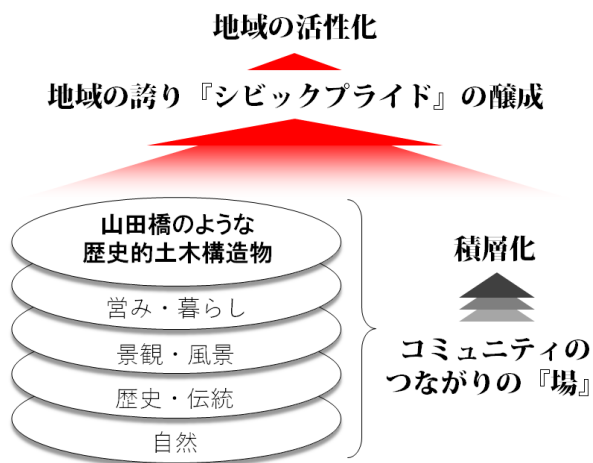 地域の活性化
地域の誇り『シビックプライド』の醸成
山田橋のような
歴史的土木構造物
営み・暮らし
景観・風景
歴史・伝統
自然
積層化
コミュニティの
つながりの『場』